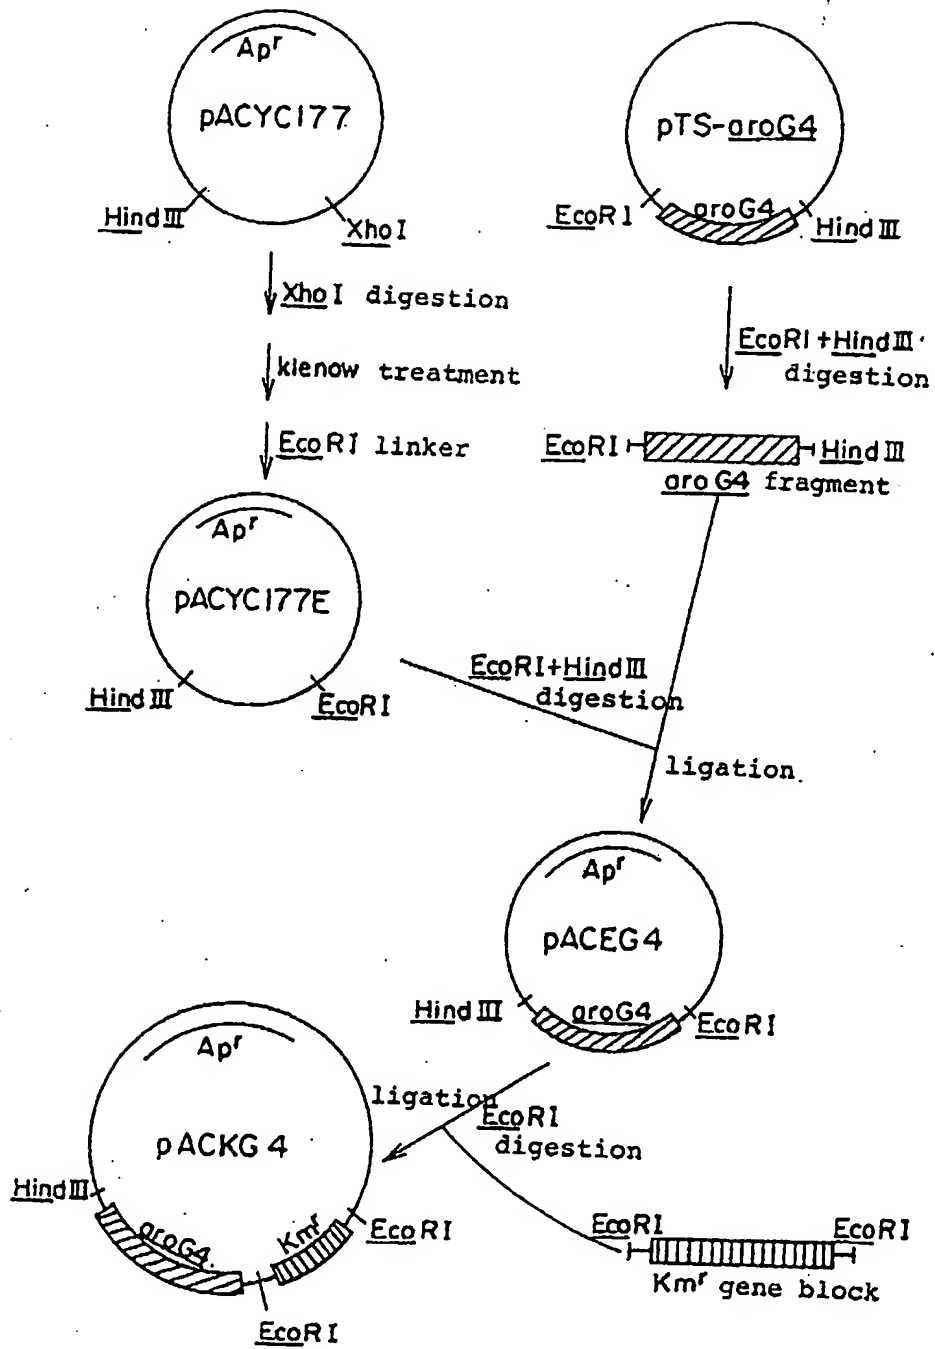 Apʳ
pACYC177
HindⅢ
XhoI
XhoI digestion
klenow treatment
EcoRI linker
pTS-aroG4
aroG4
EcoRI
HindⅢ
EcoRI+HindⅢ
digestion
EcoRI
HindⅢ
aroG4 fragment
Apʳ
pACYC177E
HindⅢ
EcoRI
EcoRI+HindⅢ
digestion
ligation
Apʳ
pACEG4
HindⅢ
aroG4
EcoRI
ligation
EcoRI
digestion
Apʳ
pACKG4
HindⅢ
aroG4
Kmʳ
EcoRI
EcoRI
EcoRI
EcoRI
Kmʳ gene block